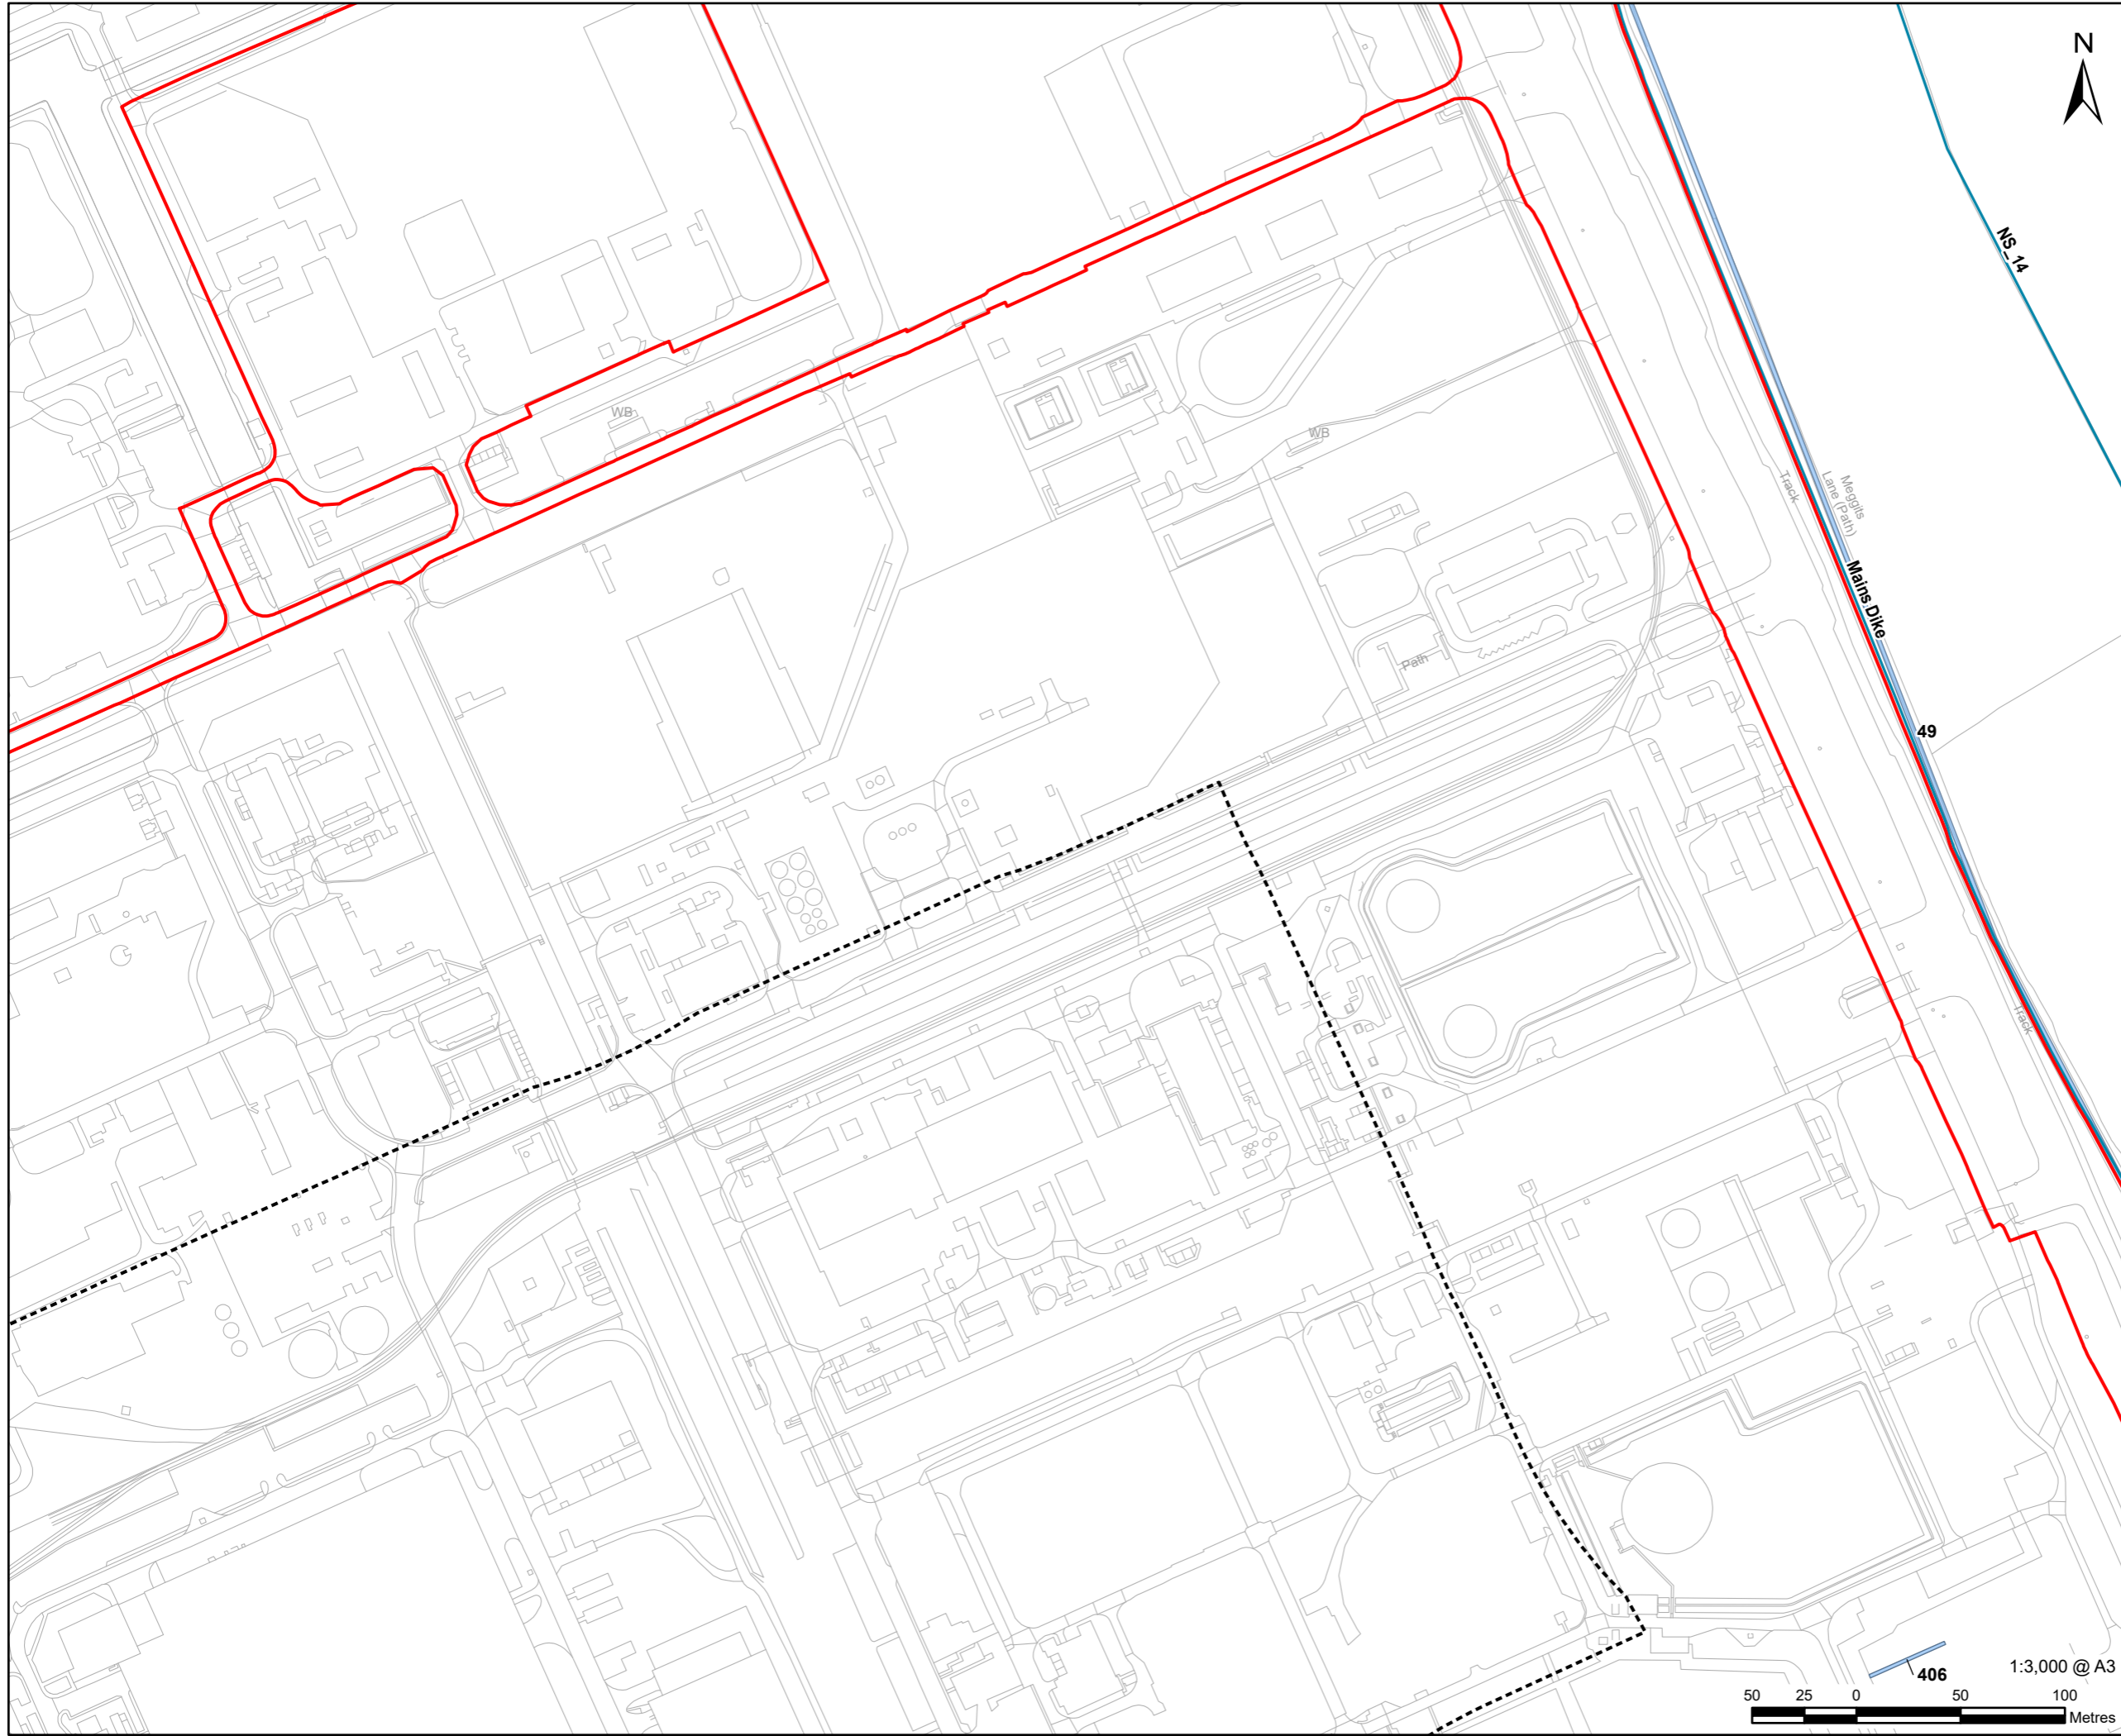 N
NS_14
WB
WB
Track
Meggits
Lane (Path)
Mains Dike
Path
49
Track
406
1:3,000 @ A3
50 25 0 50 100
Metres